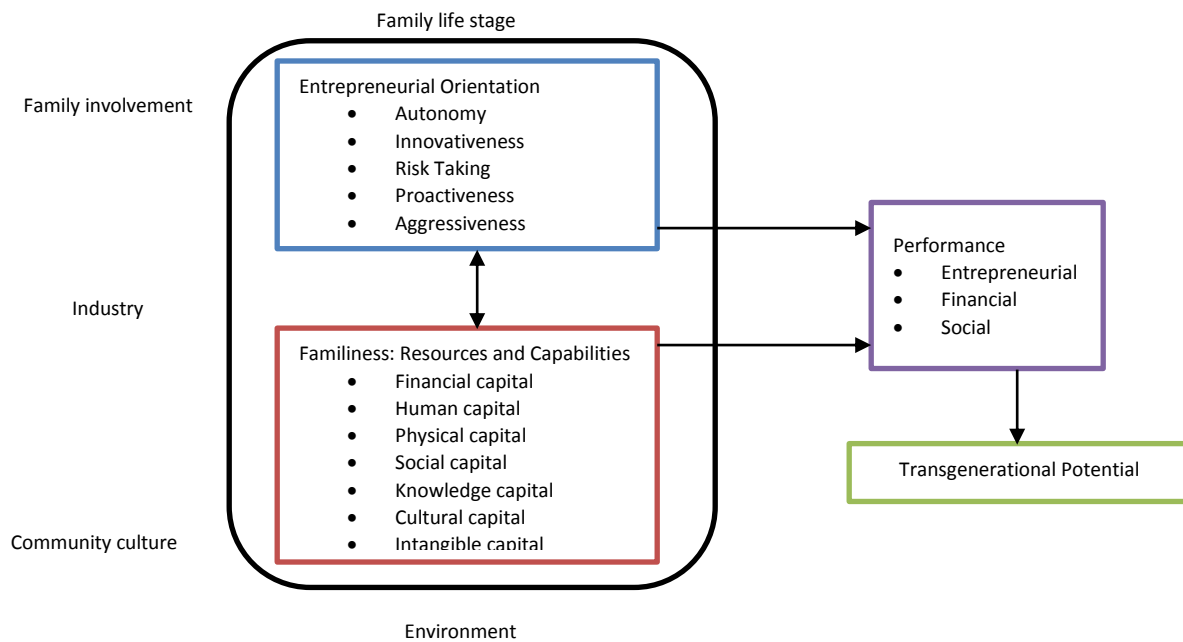 Family life stage
Family involvement
Industry
Community culture
Entrepreneurial Orientation
• Autonomy
• Innovativeness
• Risk Taking
• Proactiveness
• Aggressiveness
Familiness: Resources and Capabilities
• Financial capital
• Human capital
• Physical capital
• Social capital
• Knowledge capital
• Cultural capital
• Intangible capital
Performance
• Entrepreneurial
• Financial
• Social
Transgenerational Potential
Environment